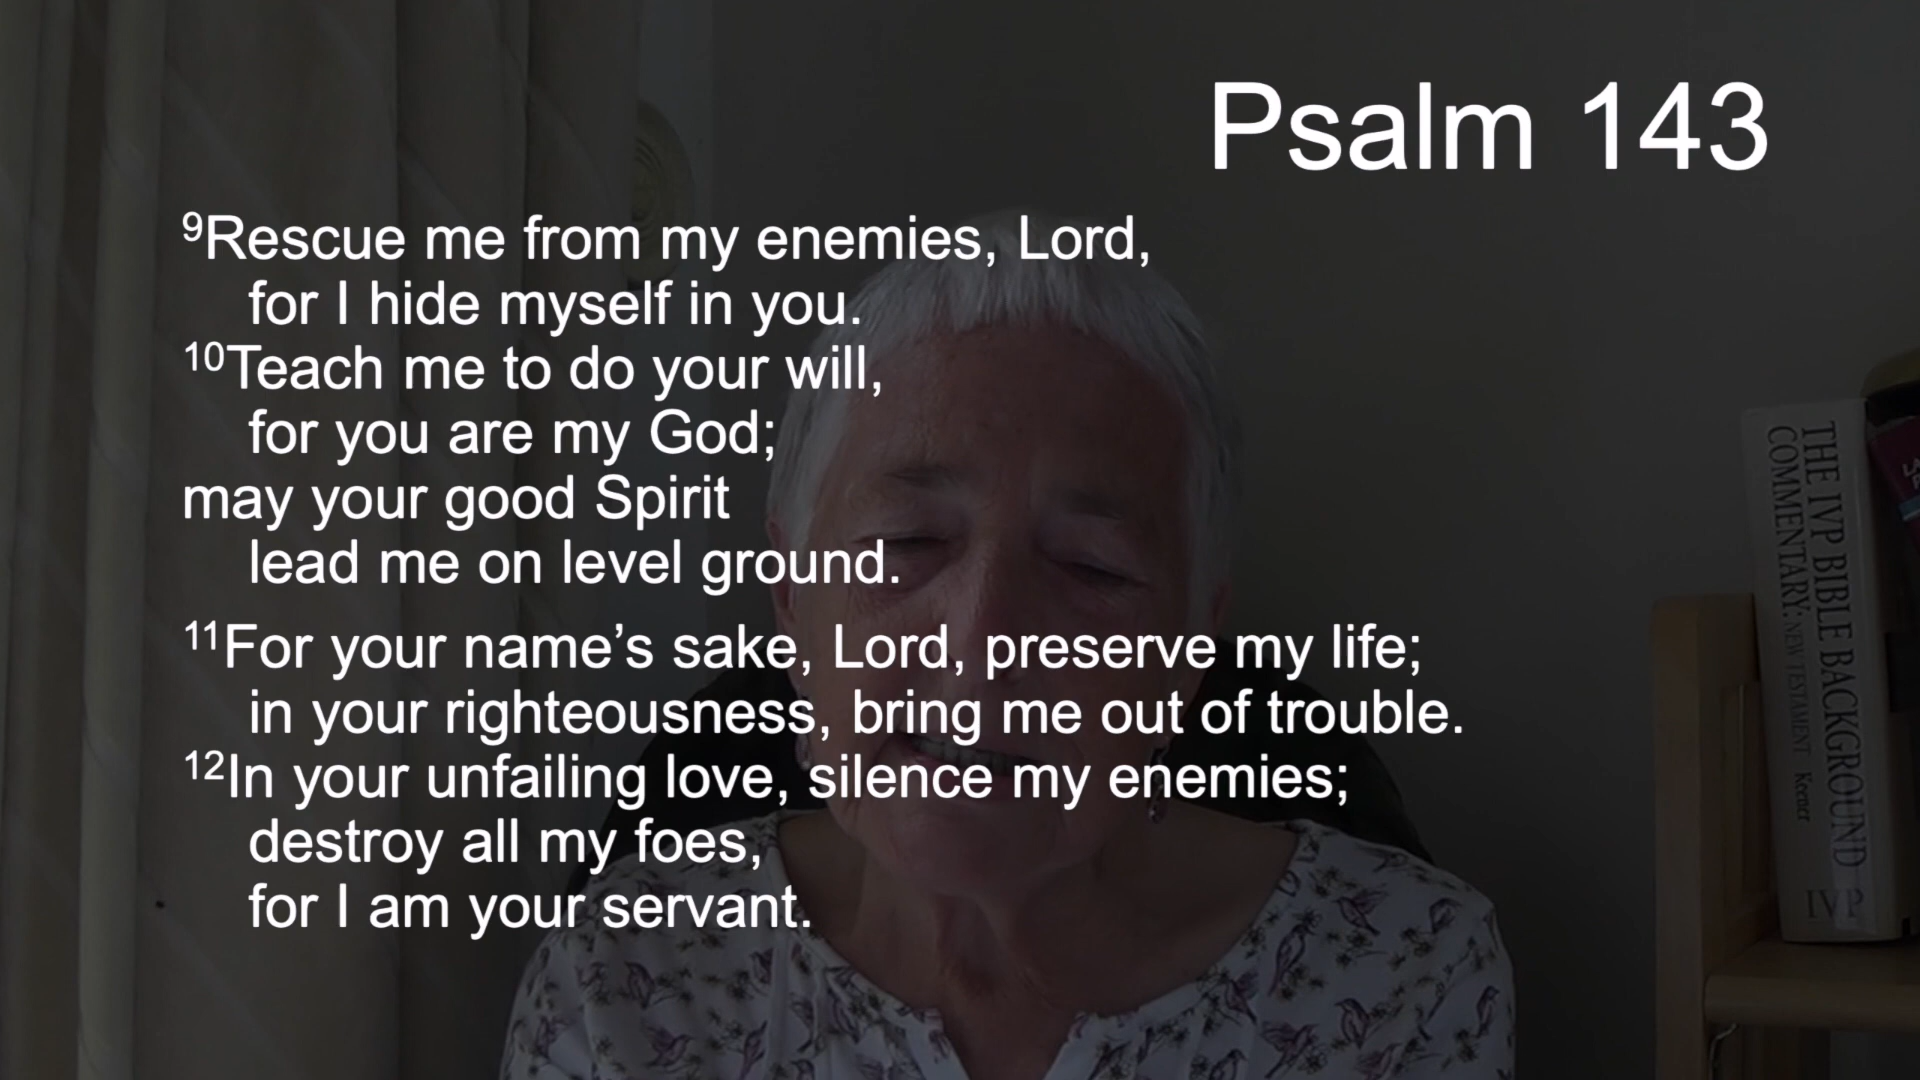 Psalm 143
⁹Rescue me from my enemies, Lord,
for I hide myself in you.
¹⁰Teach me to do your will,
for you are my God;
may your good Spirit
lead me on level ground.
¹¹For your name’s sake, Lord, preserve my life;
in your righteousness, bring me out of trouble.
¹²In your unfailing love, silence my enemies;
destroy all my foes,
for I am your servant.
THE IVP BIBLE BACKGROUND
COMMENTARY: NEW TESTAMENT Keener
IVP